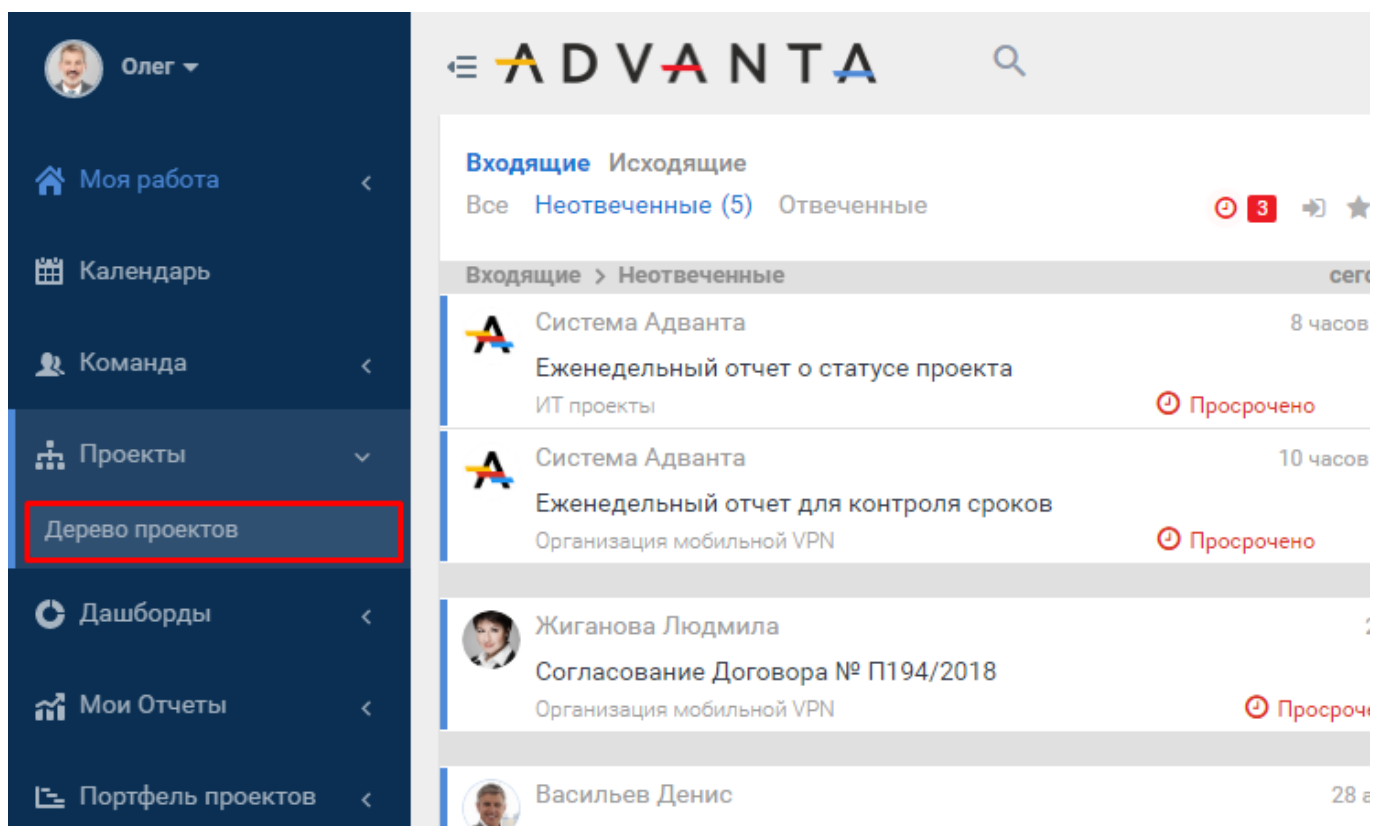 Олег
ADVANTA
Моя работа
Календарь
Команда
Проекты
Дерево проектов
Дашборды
Мои Отчеты
Портфель проектов
Входящие Исходящие
Все Неотвеченные (5) Отвеченные
3
Входящие > Неотвеченные
Система Адванта
8 часов
Еженедельный отчет о статусе проекта
ИТ проекты
Просрочено
Система Адванта
10 часов
Еженедельный отчет для контроля сроков
Организация мобильной VPN
Просрочено
Жиганова Людмила
Согласование Договора № П194/2018
Организация мобильной VPN
Васильев Денис
28